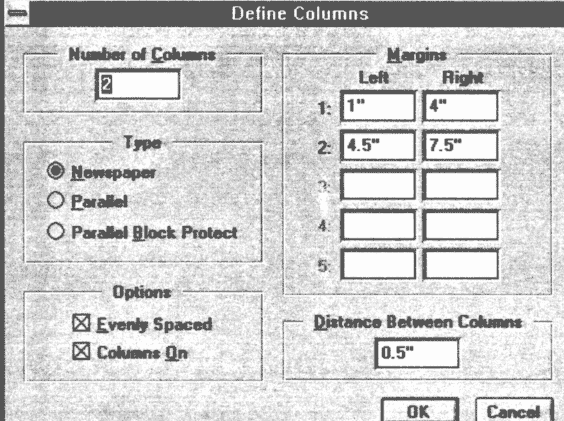 Define Columns
Number of Columns
2
Type
Newspaper
Parallel
Parallel Block Protect
Options
Evenly Spaced
Columns On
Margins
Left Right
1: 1" 4"
2: 4.5" 7.5"
3:
4:
5:
Distance Between Columns
0.5"
OK Cancel